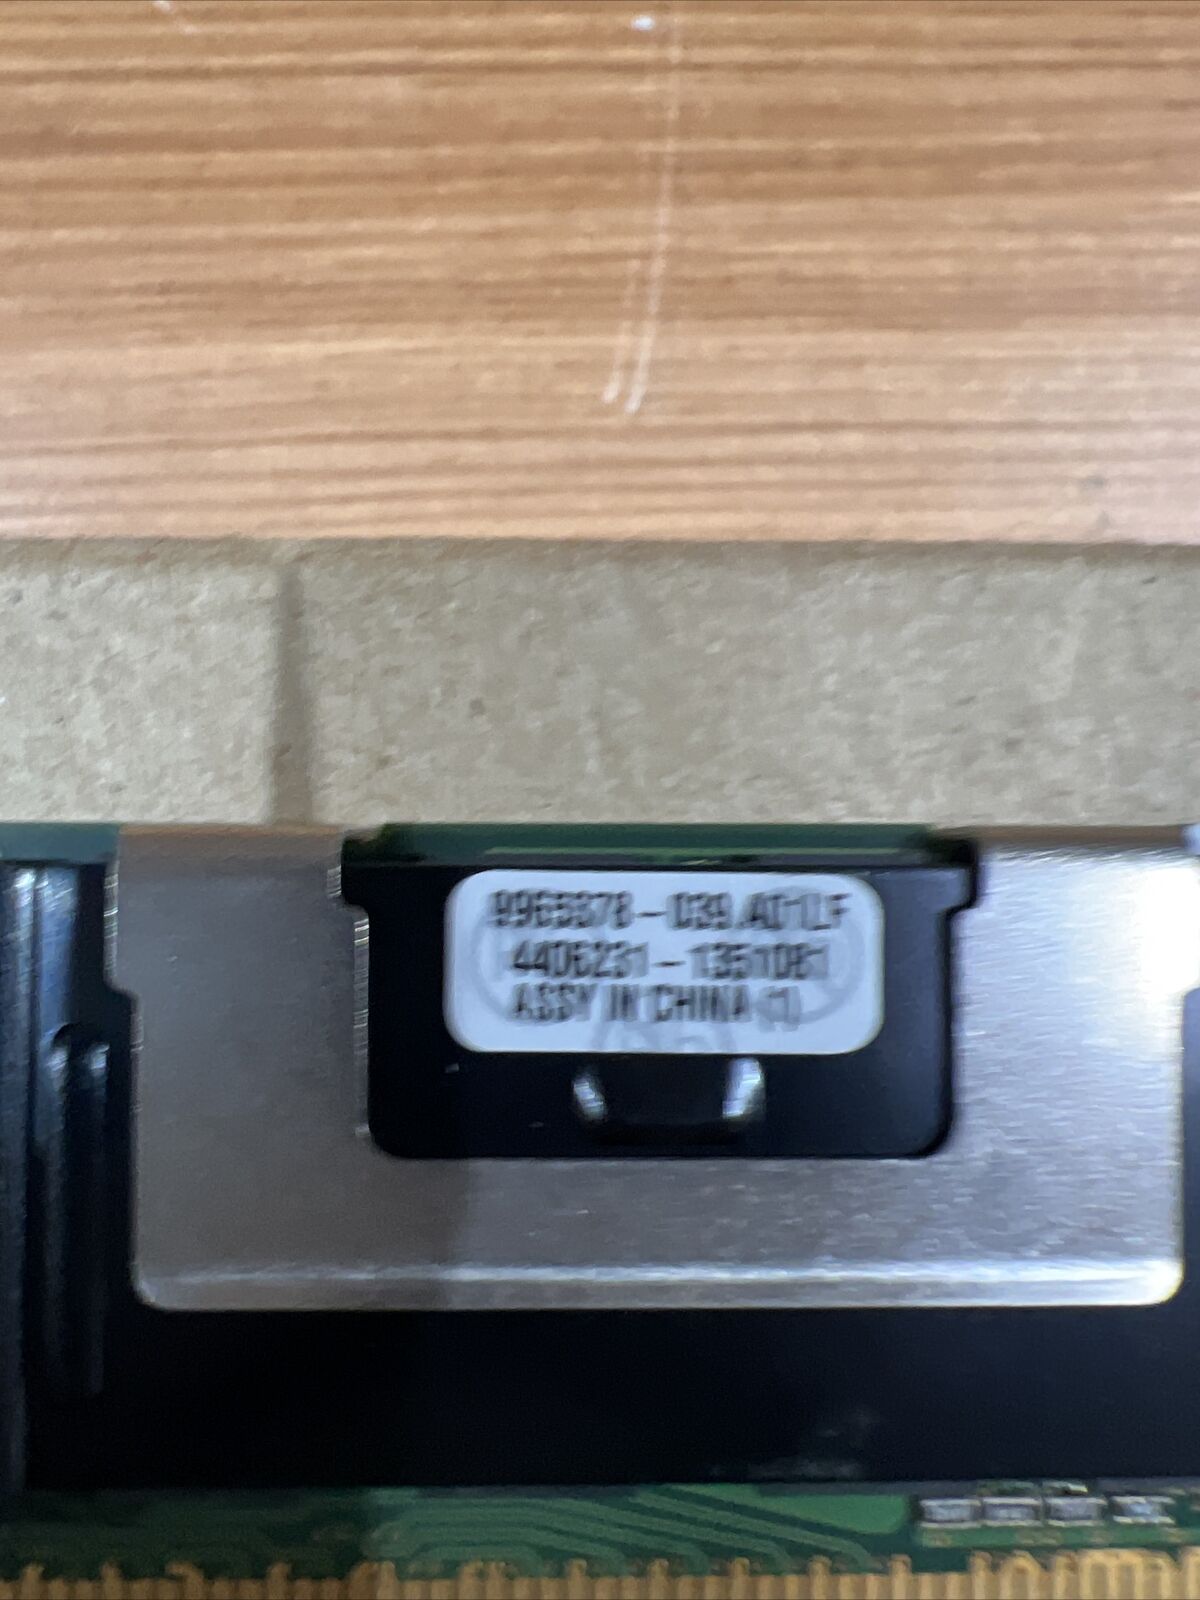 9965378-039.A01LF
4406231-1351081
ASSY IN CHINA (1)